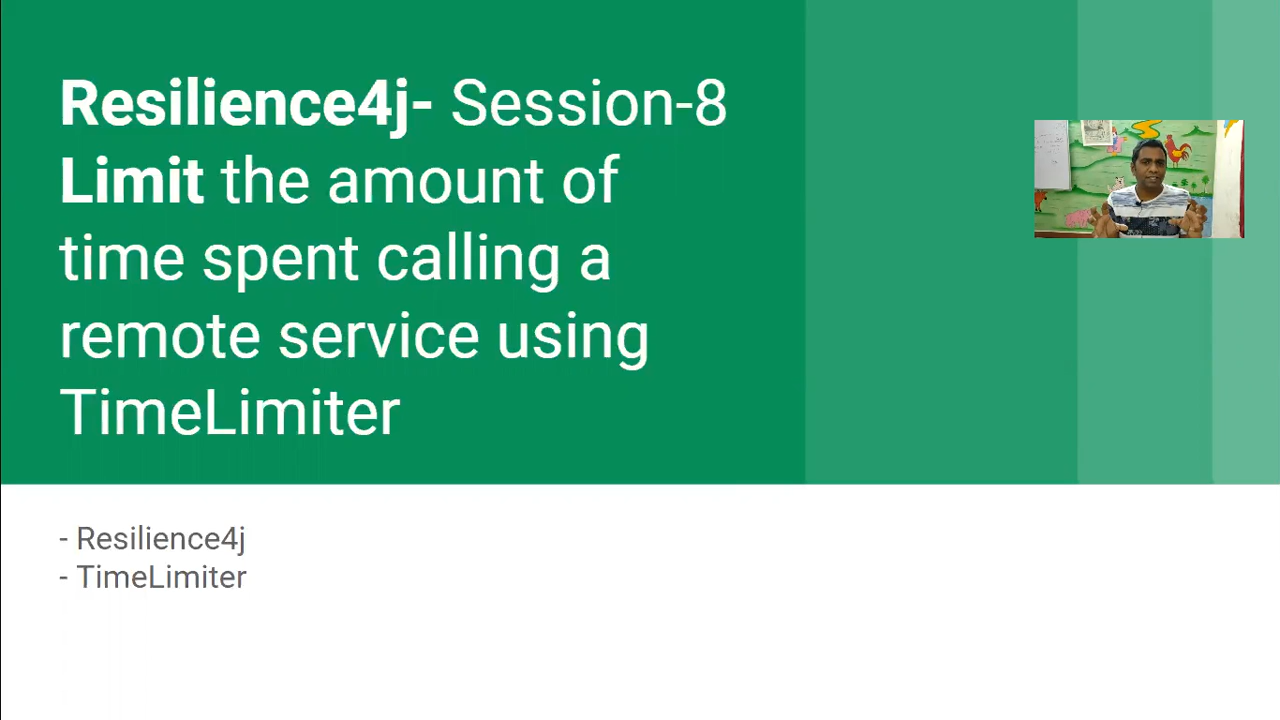 Resilience4j- Session-8
Limit the amount of
time spent calling a
remote service using
TimeLimiter
- Resilience4j
- TimeLimiter